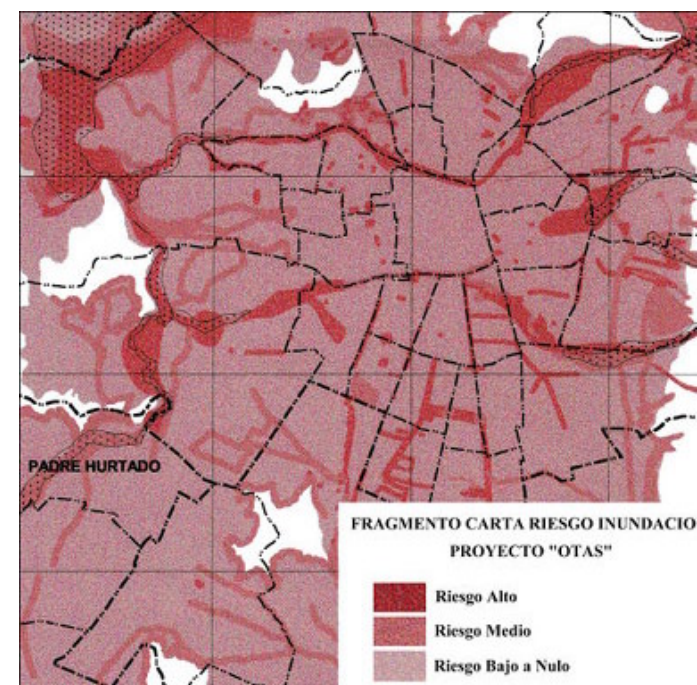 PADRE HURTADO
FRAGMENTO CARTA RIESGO INUNDACIO
PROYECTO "OTAS"
Riesgo Alto
Riesgo Medio
Riesgo Bajo a Nulo